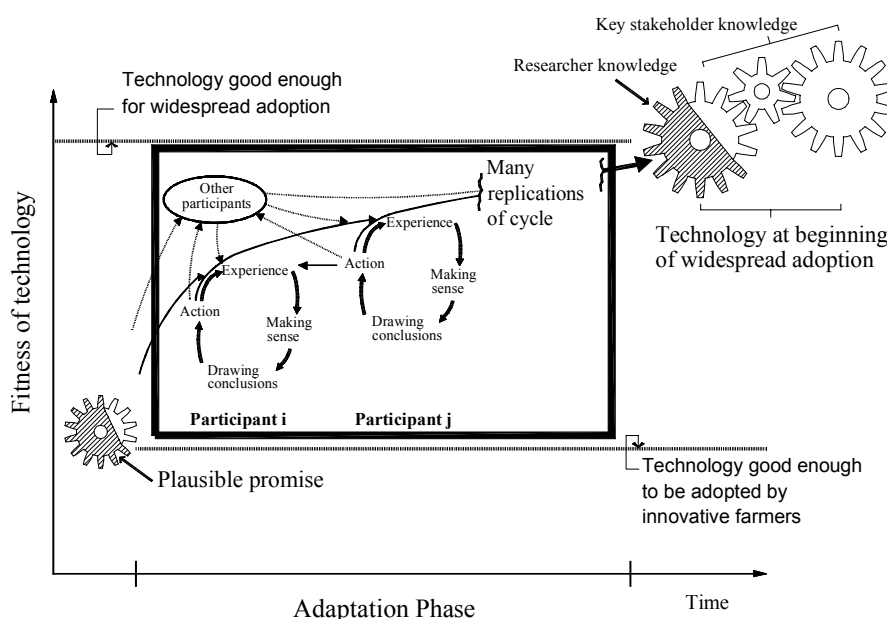 Key stakeholder knowledge
Researcher knowledge
Technology good enough
for widespread adoption
Other
participants
Many
replications
of cycle
Experience
Action
Making
sense
Drawing
conclusions
Experience
Action
Making
sense
Drawing
conclusions
Technology at beginning
of widespread adoption
Fitness of technology
Participant i
Participant j
Plausible promise
Technology good enough
to be adopted by
innovative farmers
Adaptation Phase
Time